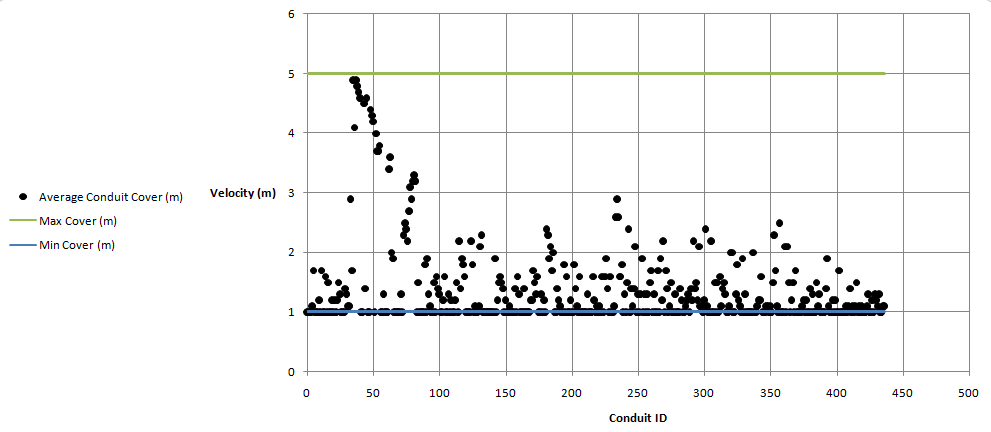 6
5
4
3
2
1
0
Velocity (m)
Average Conduit Cover (m)
Max Cover (m)
Min Cover (m)
0 50 100 150 200 250 300 350 400 450 500
Conduit ID